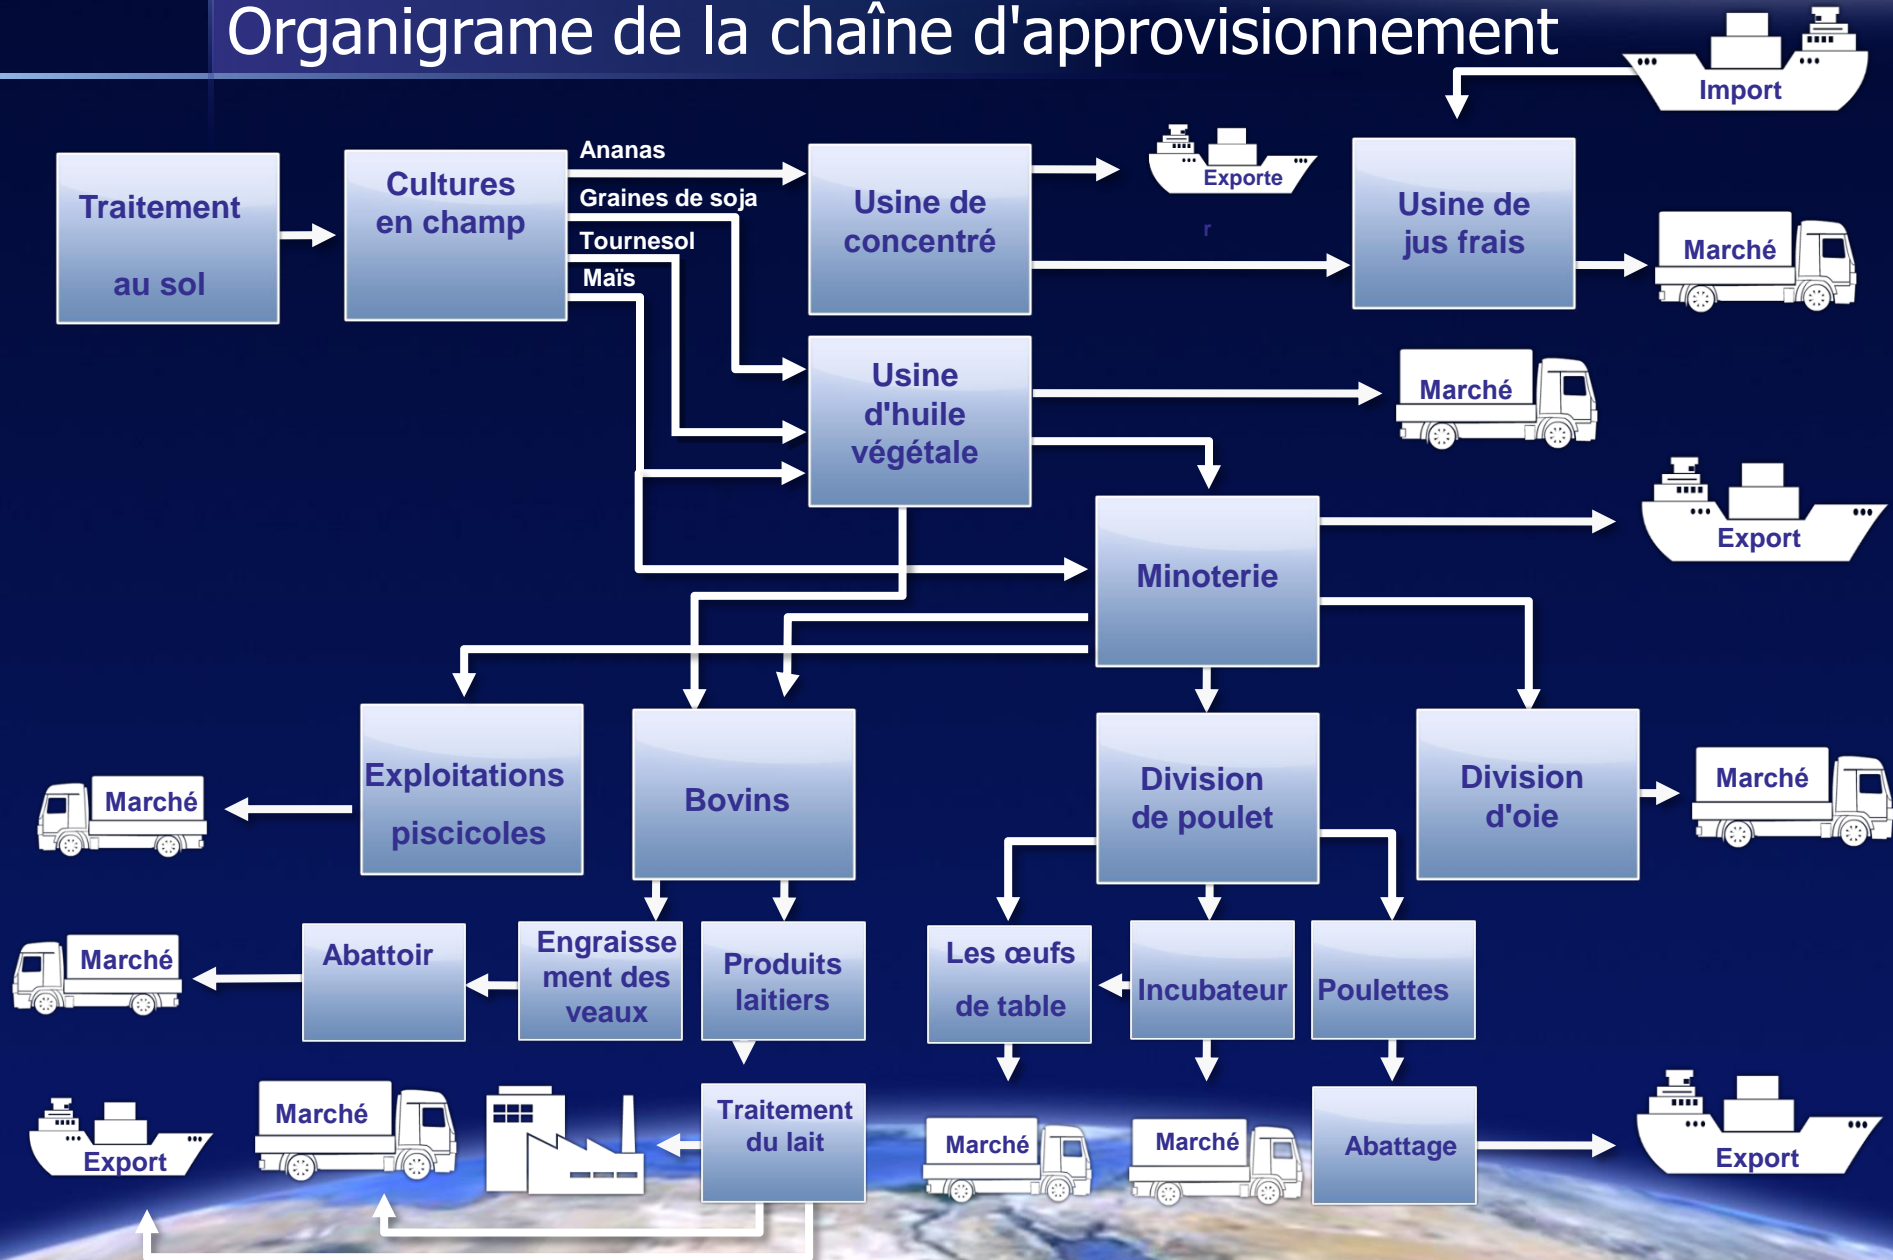 Organigrame de la chaîne d'approvisionnement
Import
Traitement
au sol
Cultures
en champ
Ananas
Graines de soja
Tournesol
Maïs
Usine de
concentré
Exporte
r
Usine de
jus frais
Marché
Usine
d'huile
végétale
Marché
Minoterie
Export
Exploitations
piscicoles
Marché
Bovins
Division
de poulet
Division
d'oie
Marché
Marché
Abattoir
Engraisse
ment des
veaux
Produits
laitiers
Les œufs
de table
Incubateur
Poulettes
Export
Marché
Traitement
du lait
Marché
Marché
Abattage
Export